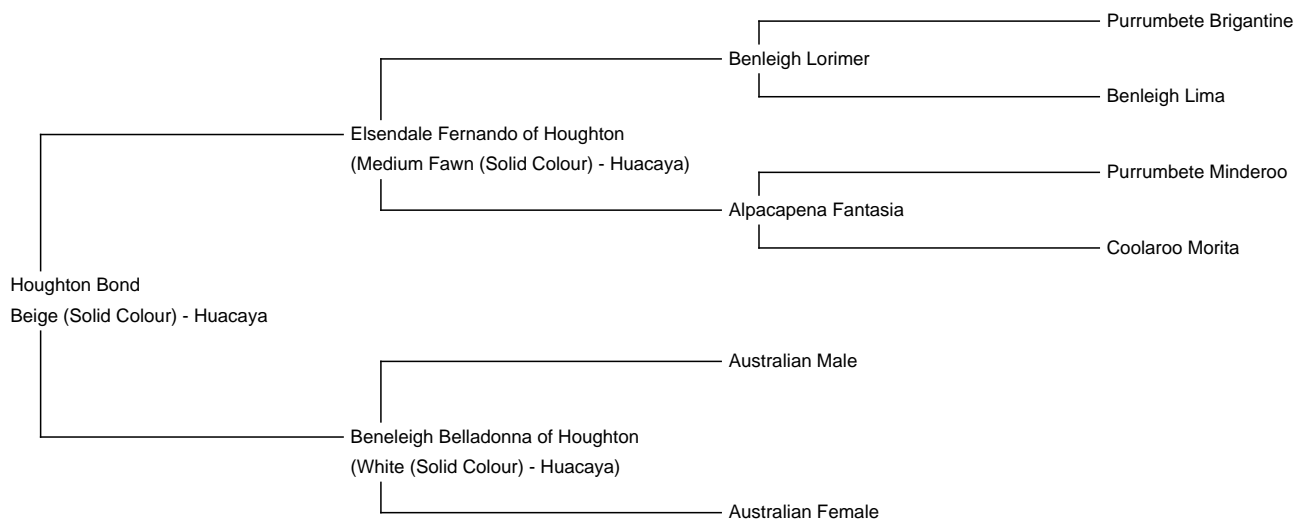 Purrumbete Brigantine
Benleigh Lorimer
Benleigh Lima
Elsendale Fernando of Houghton
(Medium Fawn (Solid Colour) - Huacaya)
Purrumbete Minderoo
Alpacapena Fantasia
Coolaroo Morita
Houghton Bond
Beige (Solid Colour) - Huacaya
Australian Male
Beneleigh Belladonna of Houghton
(White (Solid Colour) - Huacaya)
Australian Female